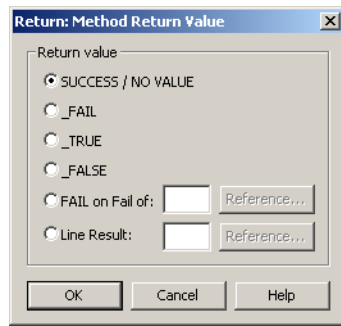 Return: Method Return Value
Return value
SUCCESS / NO VALUE
_FAIL
_TRUE
_FALSE
FAIL on Fail of: Reference...
Line Result: Reference...
OK Cancel Help